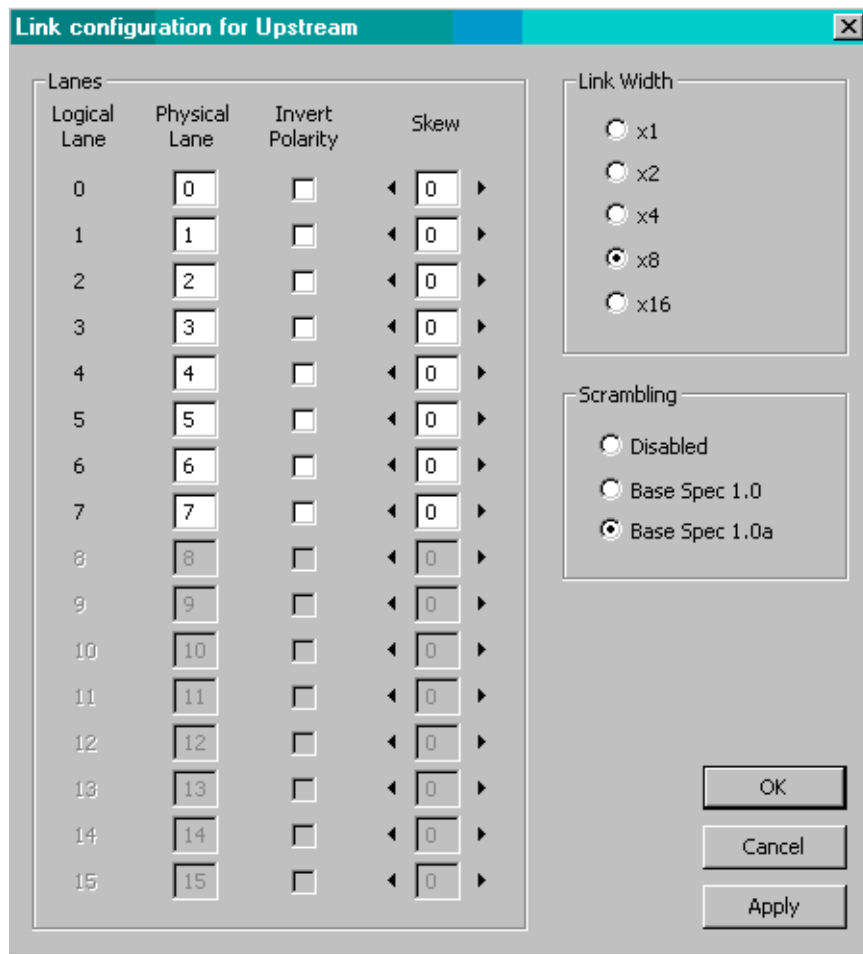 Link configuration for Upstream
Lanes
Logical Lane Physical Lane Invert Polarity Skew
0 0 0
1 1 0
2 2 0
3 3 0
4 4 0
5 5 0
6 6 0
7 7 0
8 8 0
9 9 0
10 10 0
11 11 0
12 12 0
13 13 0
14 14 0
15 15 0
Link Width
x1
x2
x4
x8
x16
Scrambling
Disabled
Base Spec 1.0
Base Spec 1.0a
OK
Cancel
Apply